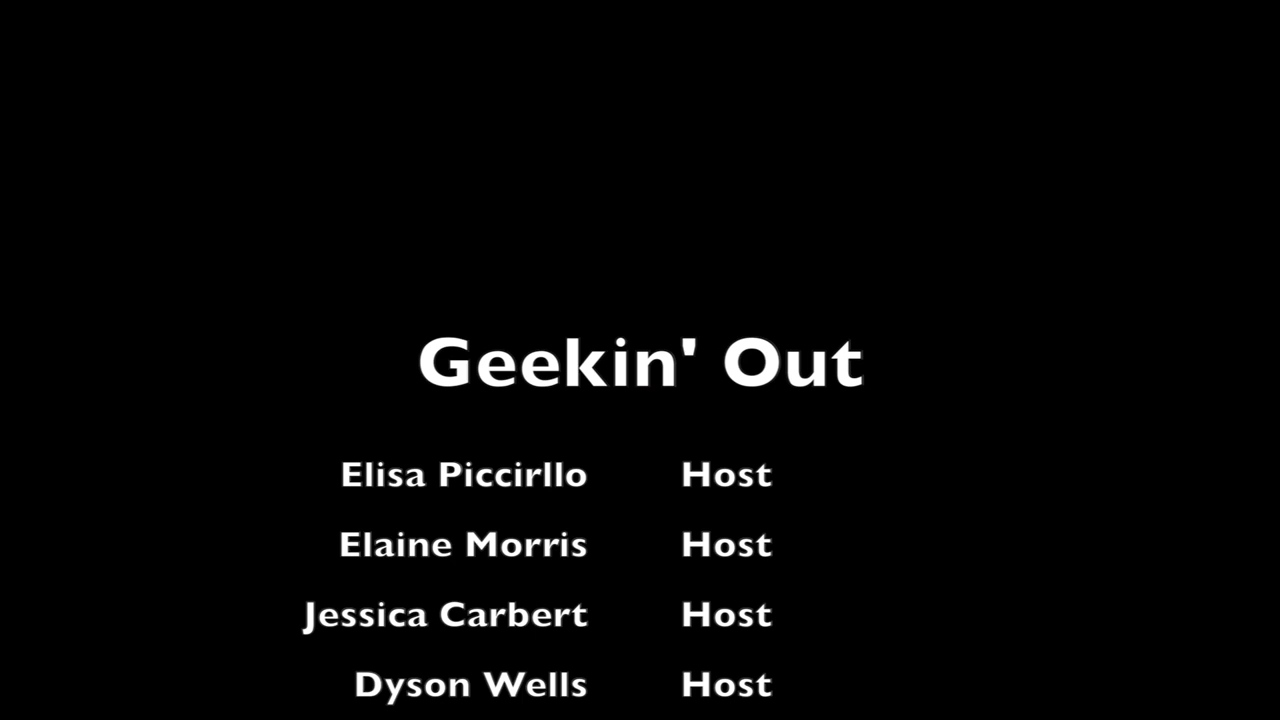 Geekin' Out
Elisa Piccirllo Host
Elaine Morris Host
Jessica Carbert Host
Dyson Wells Host